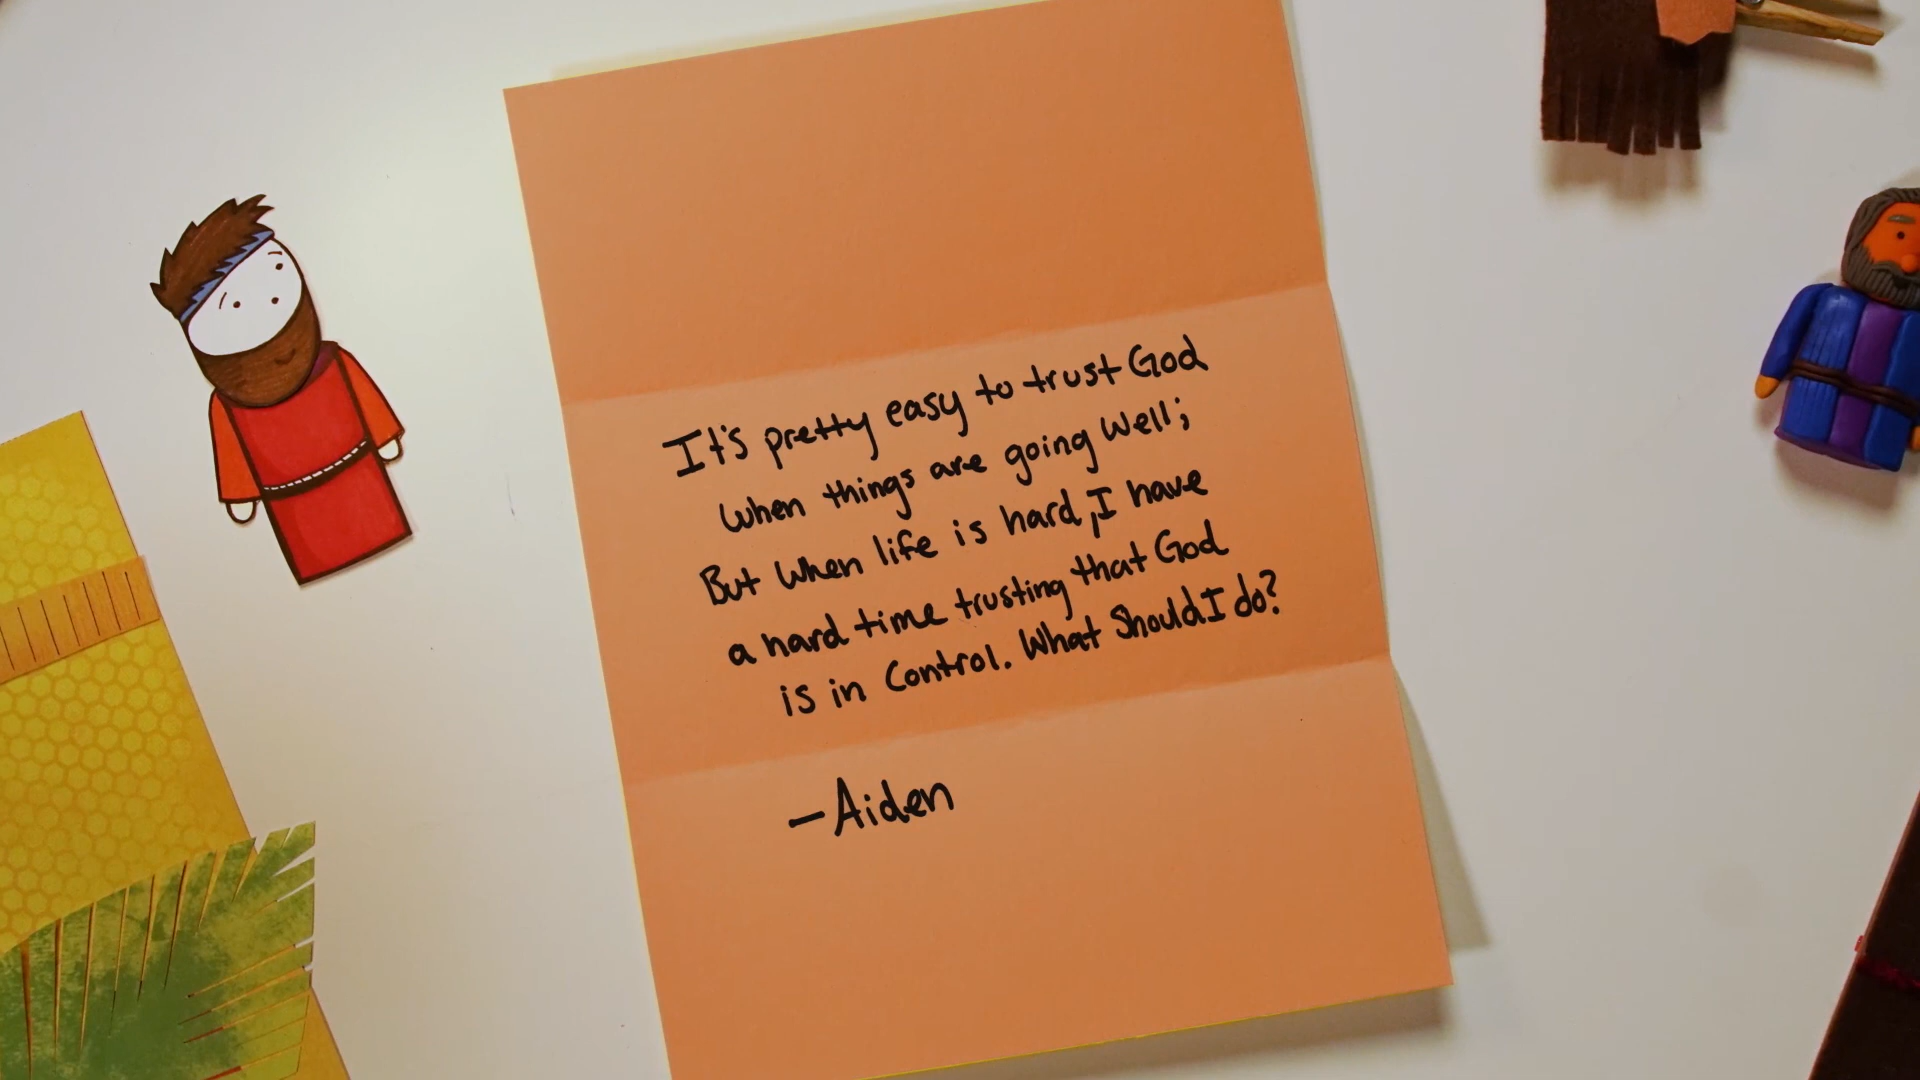 It's pretty easy to trust God
when things are going well;
But when life is hard, I have
a hard time trusting that God
is in Control. What Should I do?
-Aiden